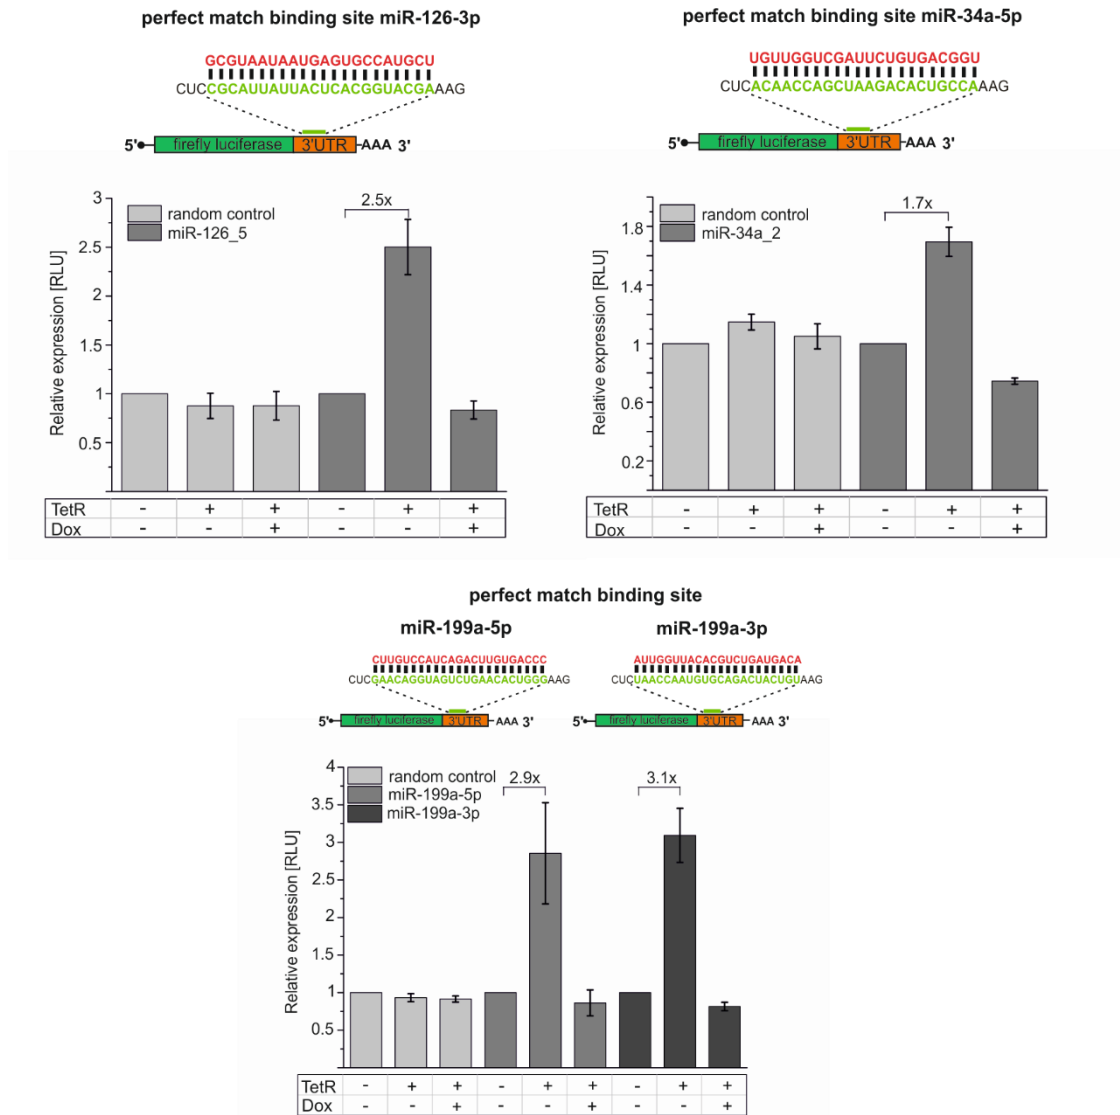 perfect match binding site miR-126-3p
GCGUAAUAAUGAGUGCCAUGCU
CUCCGCAUUAUUACUCACGGUACGAAAG
5' firefly luciferase 3'UTR AAA 3'
3
2.5
2
1.5
1
0.5
Relative expression [RLU]
random control
miR-126_5
2.5x
TetR - + + - + +
Dox - - + - - +
perfect match binding site miR-34a-5p
UGUUGGUCGAUUCUGUGACGGU
CUCACAACCAGCUAAGACACUGCCAAAG
5' firefly luciferase 3'UTR AAA 3'
1.8
1.4
1
0.6
0.2
Relative expression [RLU]
random control
miR-34a_2
1.7x
TetR - + + - + +
Dox - - + - - +
perfect match binding site
miR-199a-5p
CUUGUCCAUCAGACUUGUGACCC
CUCGAACAGGUAGUCUGAACACUGGGAAG
5' firefly luciferase 3'UTR AAA 3'
miR-199a-3p
AUUGGUUACACGUCUGAUGACA
CUCUAACCAAUGUGCAGACUACUGUAAG
5' firefly luciferase 3'UTR AAA 3'
4
3.5
3
2.5
2
1.5
1
0.5
Relative expression [RLU]
random control
miR-199a-5p
miR-199a-3p
2.9x
3.1x
TetR - + + - + + - + +
Dox - - + - - + - - +